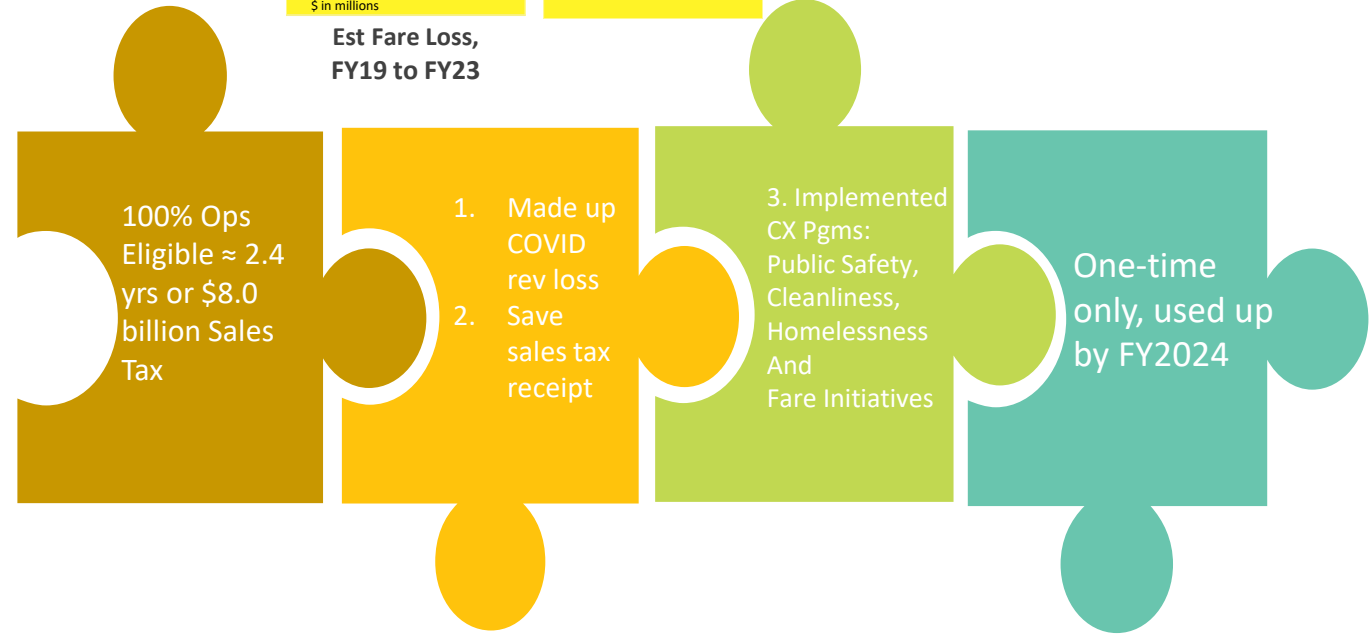 $ in millions
Est Fare Loss,
FY19 to FY23
100% Ops
Eligible ≈ 2.4
yrs or $8.0
billion Sales
Tax
1. Made up
COVID
rev loss
2. Save
sales tax
receipt
3. Implemented
CX Pgms:
Public Safety,
Cleanliness,
Homelessness
And
Fare Initiatives
One-time
only, used up
by FY2024